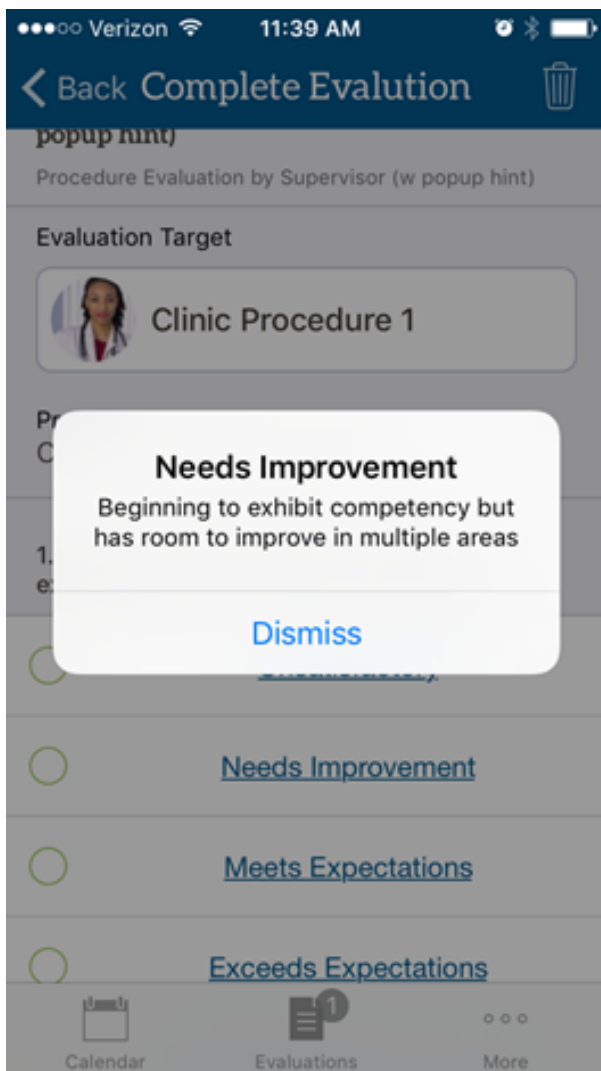 Verizon 11:39 AM
Back Complete Evalution
popup hint)
Procedure Evaluation by Supervisor (w popup hint)
Evaluation Target
Clinic Procedure 1
Needs Improvement
Beginning to exhibit competency but
has room to improve in multiple areas
1.
Dismiss
Unsatisfactory
Needs Improvement
Meets Expectations
Exceeds Expectations
1
Calendar Evaluations More